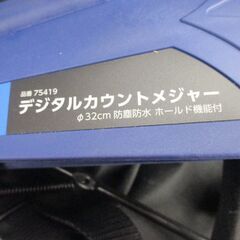 品番 75419
デジタルカウントメジャー
φ32cm 防塵防水 ホールド機能付